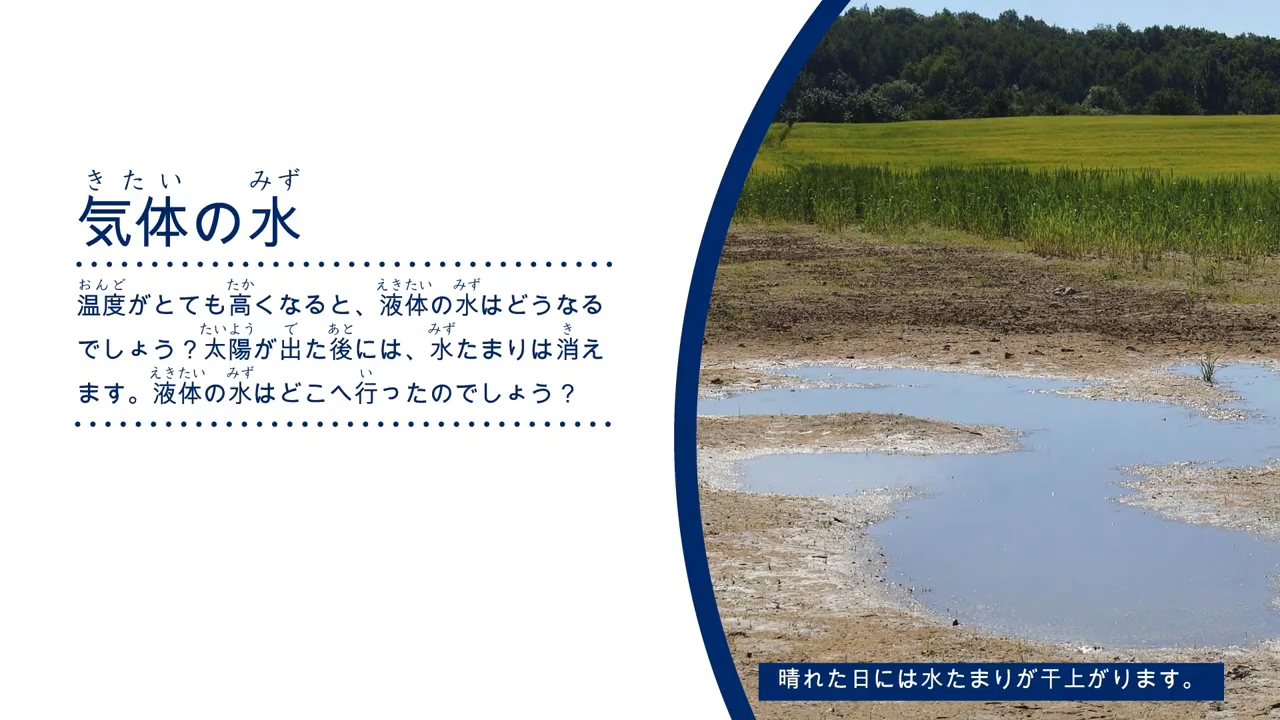 きたい みず
気体の水
おんど たか えきたい みず
温度がとても高くなると、液体の水はどうなる
たいよう で あと みず き
でしょう？太陽が出た後には、水たまりは消え
えきたい みず い
ます。液体の水はどこへ行ったのでしょう？
晴れた日には水たまりが干上がります。